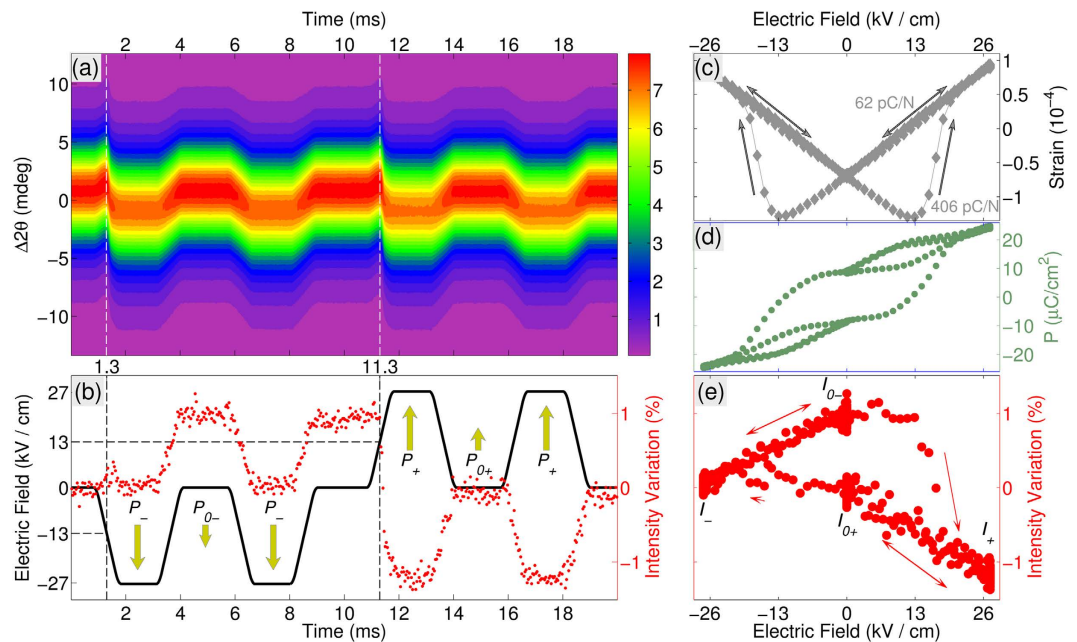 Time (ms)
2 4 6 8 10 12 14 16 18
(a)
Δ2θ (mdeg)
10
5
0
−5
−10
7
6
5
4
3
2
1
1.3 11.3
(b)
Electric Field (kV / cm)
27
13
0
−13
−27
P− P0− P− P+ P0+ P+
1
0
−1
Intensity Variation (%)
2 4 6 8 10 12 14 16 18
Time (ms)
Electric Field (kV / cm)
−26 −13 0 13 26
(c)
62 pC/N
406 pC/N
1
0.5
0
−0.5
−1
Strain (10−4)
(d)
20
10
0
−10
−20
P (µC/cm2)
(e)
I0−
I−
I0+
I+
1
0
−1
Intensity Variation (%)
−26 −13 0 13 26
Electric Field (kV / cm)